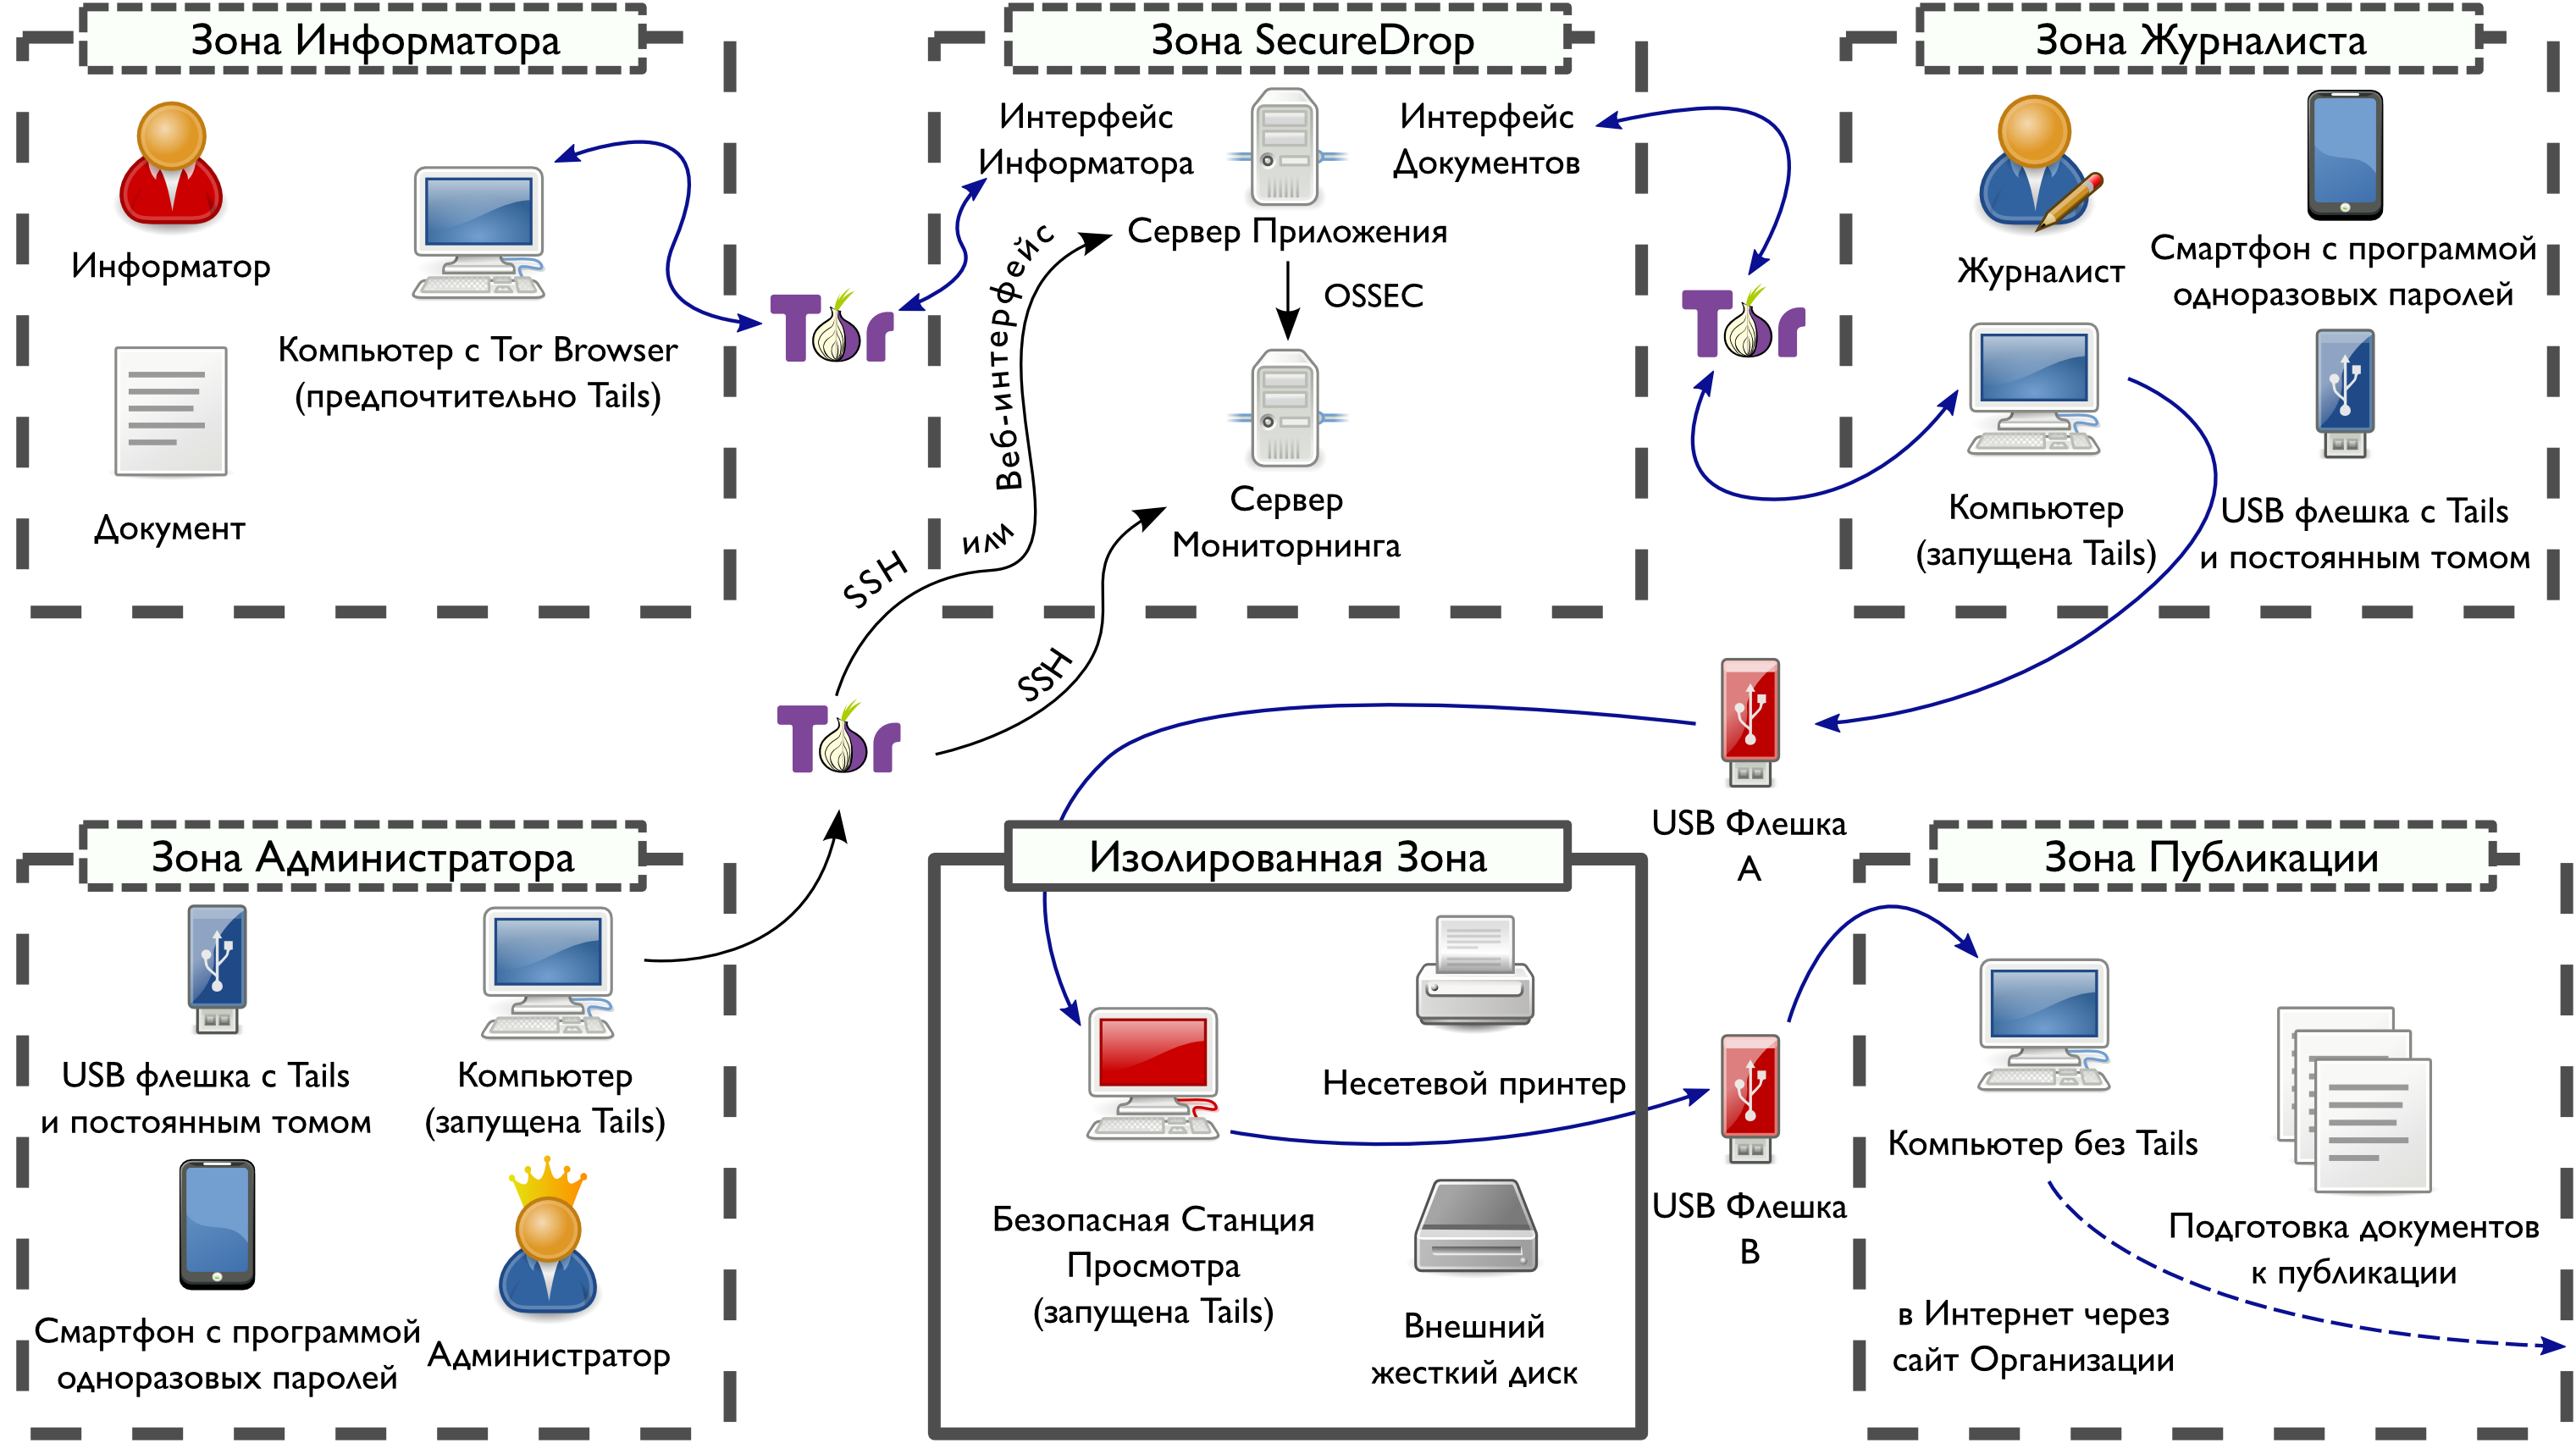 Зона Информатора
Информатор
Компьютер с Tor Browser
(предпочтительно Tails)
Документ
Tor
Зона SecureDrop
Интерфейс
Информатора
Интерфейс
Документов
Сервер Приложения
OSSEC
Сервер
Мониторнинга
SSH или Веб-интерфейс
SSH
Tor
Tor
Зона Журналиста
Журналист
Смартфон с программой
одноразовых паролей
Компьютер
(запущена Tails)
USB флешка с Tails
и постоянным томом
USB Флешка
A
Зона Администратора
USB флешка с Tails
и постоянным томом
Компьютер
(запущена Tails)
Смартфон с программой
одноразовых паролей
Администратор
Изолированная Зона
Несетевой принтер
Безопасная Станция
Просмотра
(запущена Tails)
Внешний
жесткий диск
USB Флешка
B
Зона Публикации
Компьютер без Tails
Подготовка документов
к публикации
в Интернет через
сайт Организации